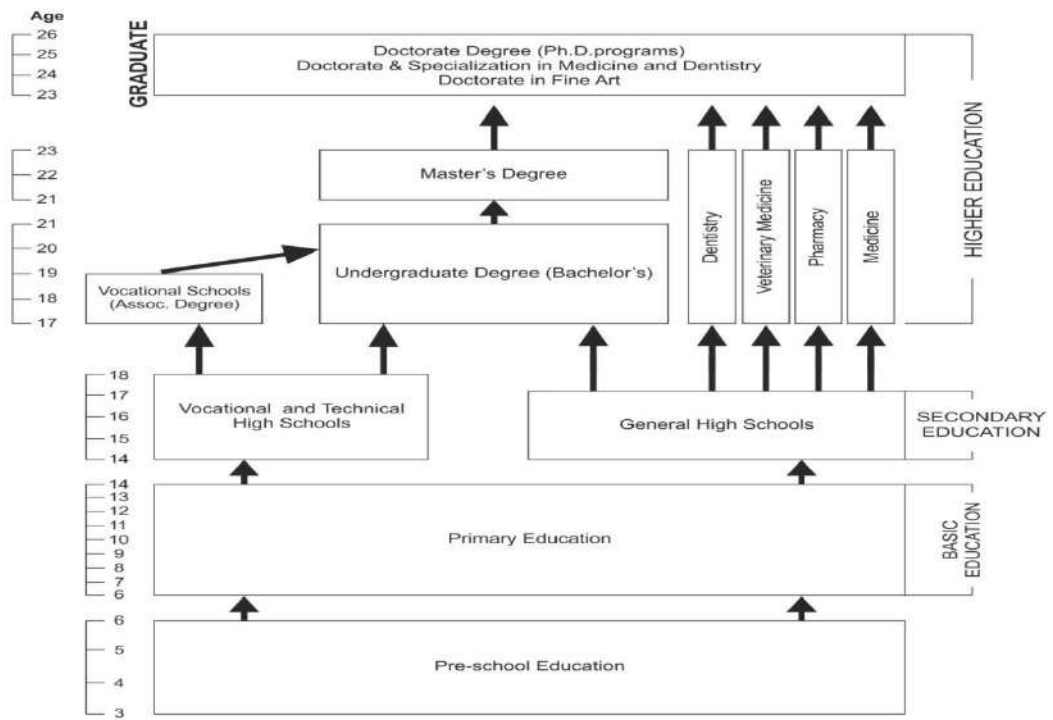 Age
26
25
24
23
GRADUATE
Doctorate Degree (Ph.D.programs)
Doctorate & Specialization in Medicine and Dentistry
Doctorate in Fine Art
HIGHER EDUCATION
23
22
21
Master's Degree
21
20
19
18
17
Vocational Schools
(Assoc. Degree)
Undergraduate Degree (Bachelor's)
Dentistry
Veterinary Medicine
Pharmacy
Medicine
18
17
16
15
14
Vocational and Technical
High Schools
General High Schools
SECONDARY
EDUCATION
14
13
12
11
10
9
8
7
6
Primary Education
BASIC
EDUCATION
6
5
4
3
Pre-school Education